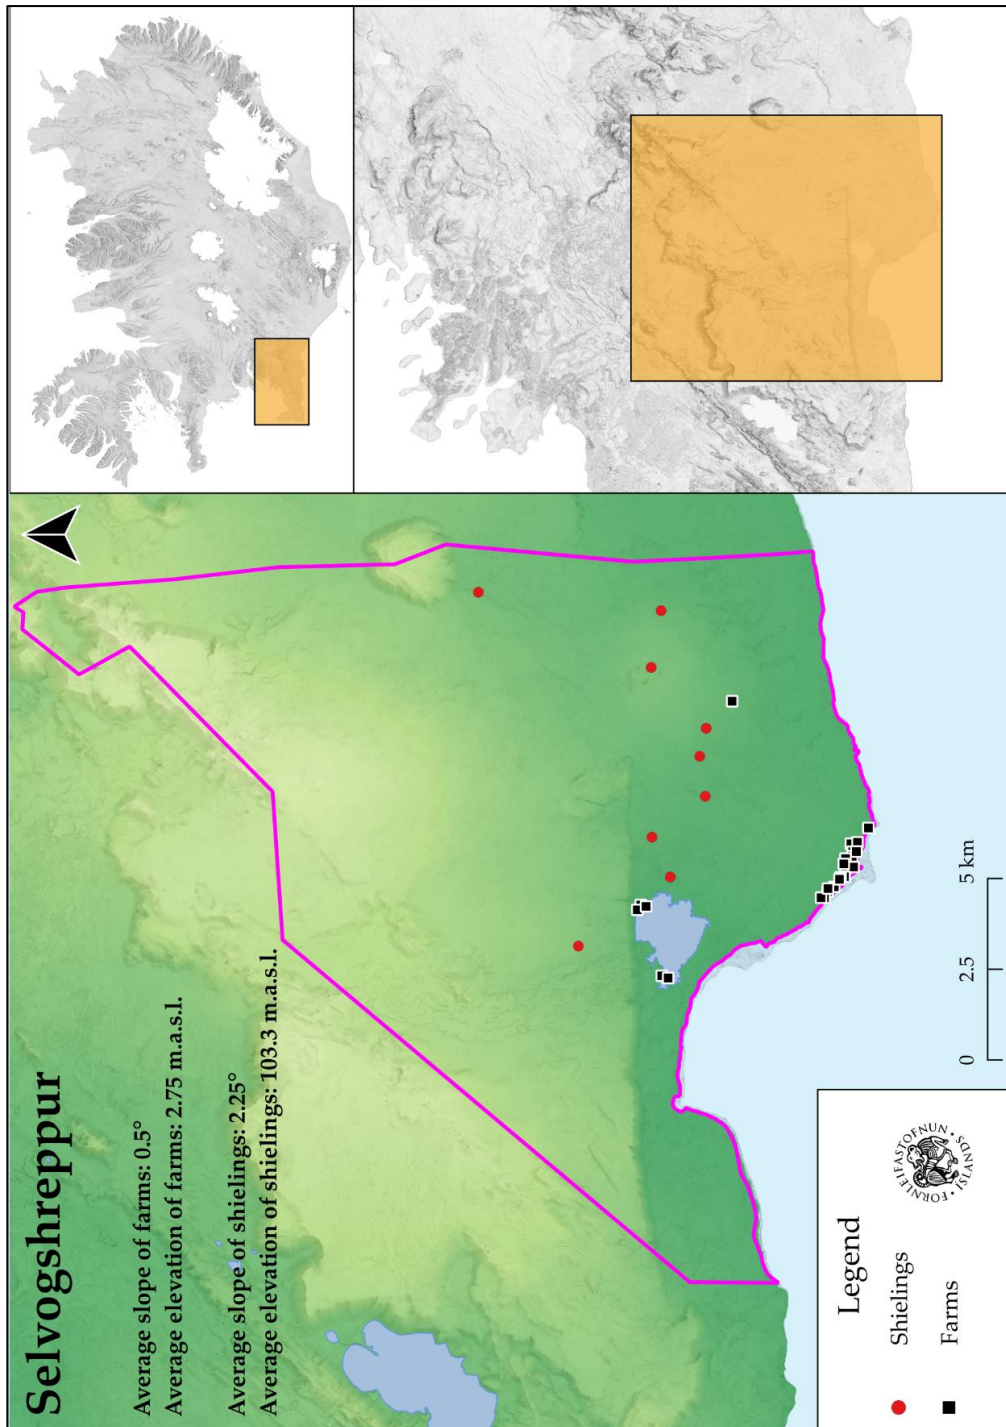 Selvogshreppur
Average slope of farms: 0.5°
Average elevation of farms: 2.75 m.a.s.l.
Average slope of shielings: 2.25°
Average elevation of shielings: 103.3 m.a.s.l.
0
2.5
5 km
Legend
Shielings
Farms
FORNLEIFASTOFNUN • ÍSLANDS •